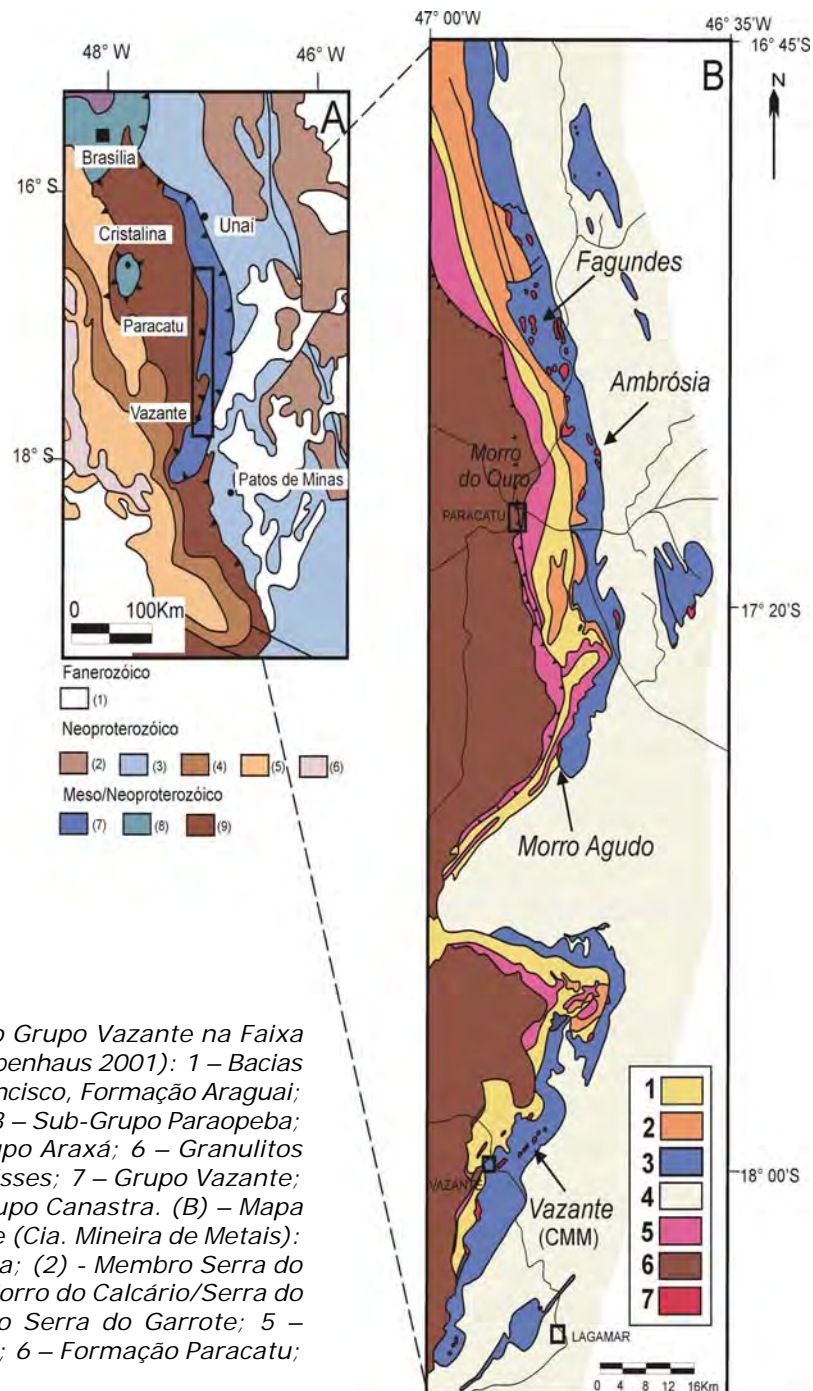 47° 00'W
46° 35'W
16° 45'S
48° W
46° W
A
B
N
Brasília
16° S
Unaí
Cristalina
Paracatu
Vazante
18° S
Patos de Minas
0 100Km
Fanerozóico
(1)
Neoproterozóico
(2) (3) (4) (5) (6)
Meso/Neoproterozóico
(7) (8) (9)
Fagundes
Ambrósia
Morro
do Ouro
PARACATU
17° 20'S
Morro Agudo
VAZANTE
Vazante
(CMM)
18° 00'S
LAGAMAR
1
2
3
4
5
6
7
0 4 8 12 16Km
o Grupo Vazante na Faixa
penhaus 2001): 1 – Bacias
ncisco, Formação Araguai;
3 – Sub-Grupo Paraopeba;
upo Araxá; 6 – Granulitos
sses; 7 – Grupo Vazante;
upo Canastra. (B) – Mapa
e (Cia. Mineira de Metais):
a; (2) - Membro Serra do
orro do Calcário/Serra do
o Serra do Garrote; 5 –
; 6 – Formação Paracatu;